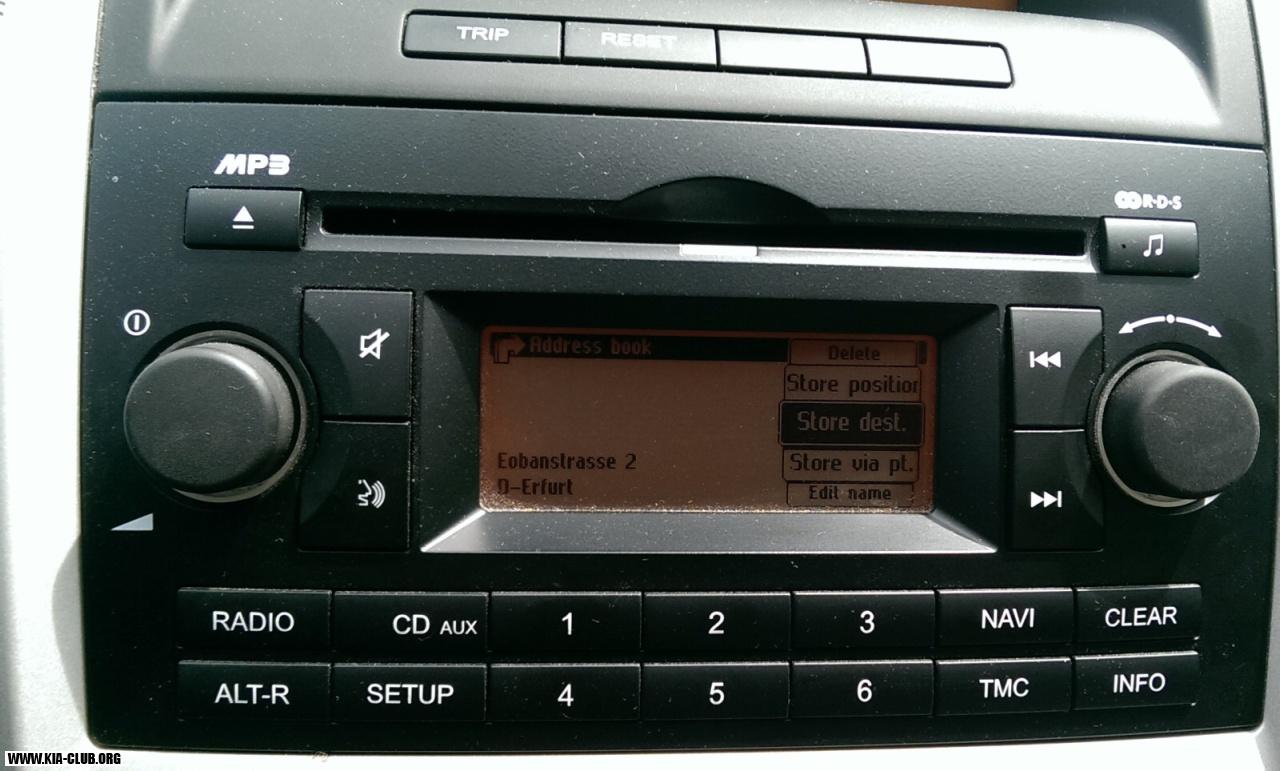 TRIP RESET
MP3
R·D·S
Address book
Delete
Store position
Store dest.
Store via pt.
Edit name
Eobanstrasse 2
D-Erfurt
RADIO CD AUX 1 2 3 NAVI CLEAR
ALT-R SETUP 4 5 6 TMC INFO
WWW.KIA-CLUB.ORG